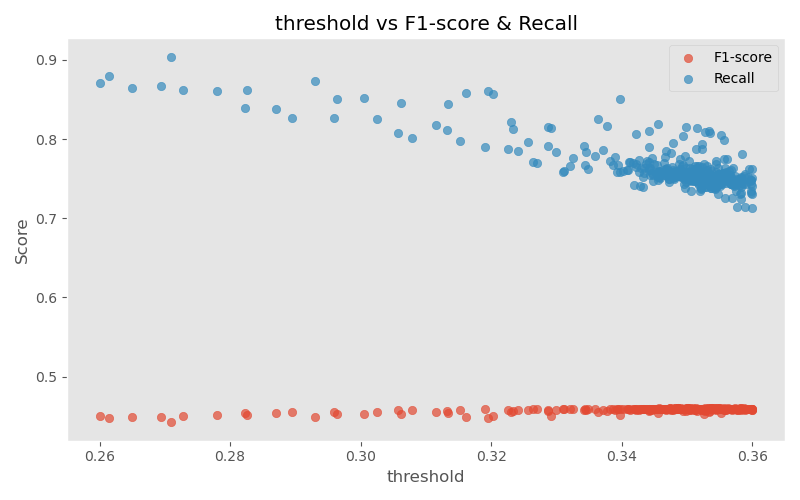 threshold vs F1-score & Recall
F1-score
Recall
Score
0.9
0.8
0.7
0.6
0.5
0.26 0.28 0.30 0.32 0.34 0.36
threshold